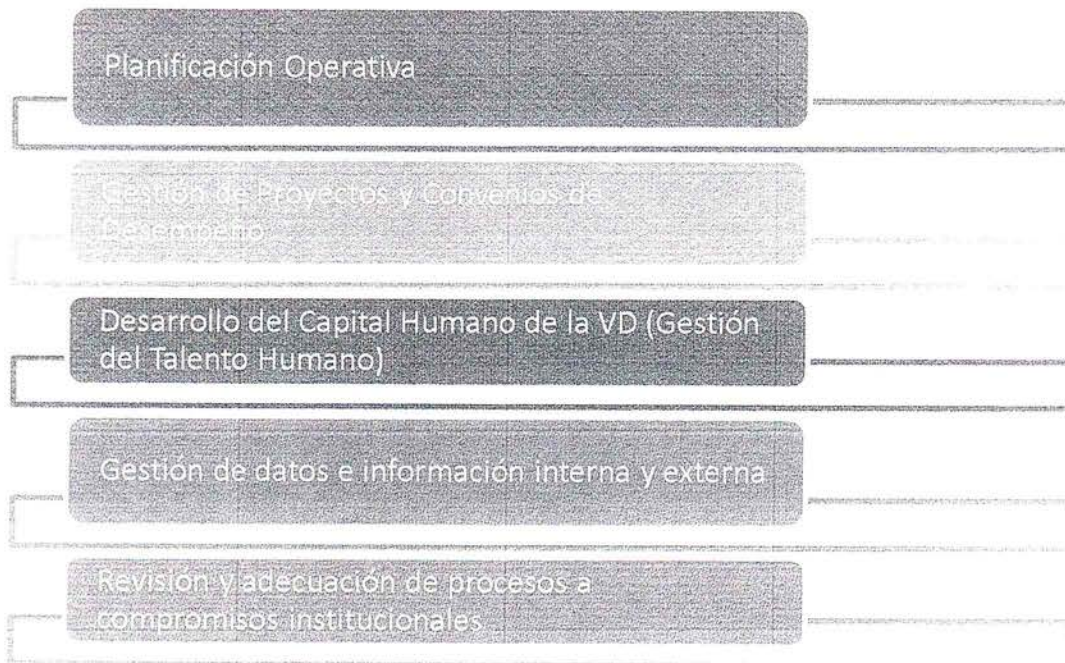 Planificación Operativa
Gestión de Proyectos y Convenios de
Desempeño
Desarrollo del Capital Humano de la VD (Gestión
del Talento Humano)
Gestión de datos e información interna y externa
Revisión y adecuación de procesos a
compromisos institucionales